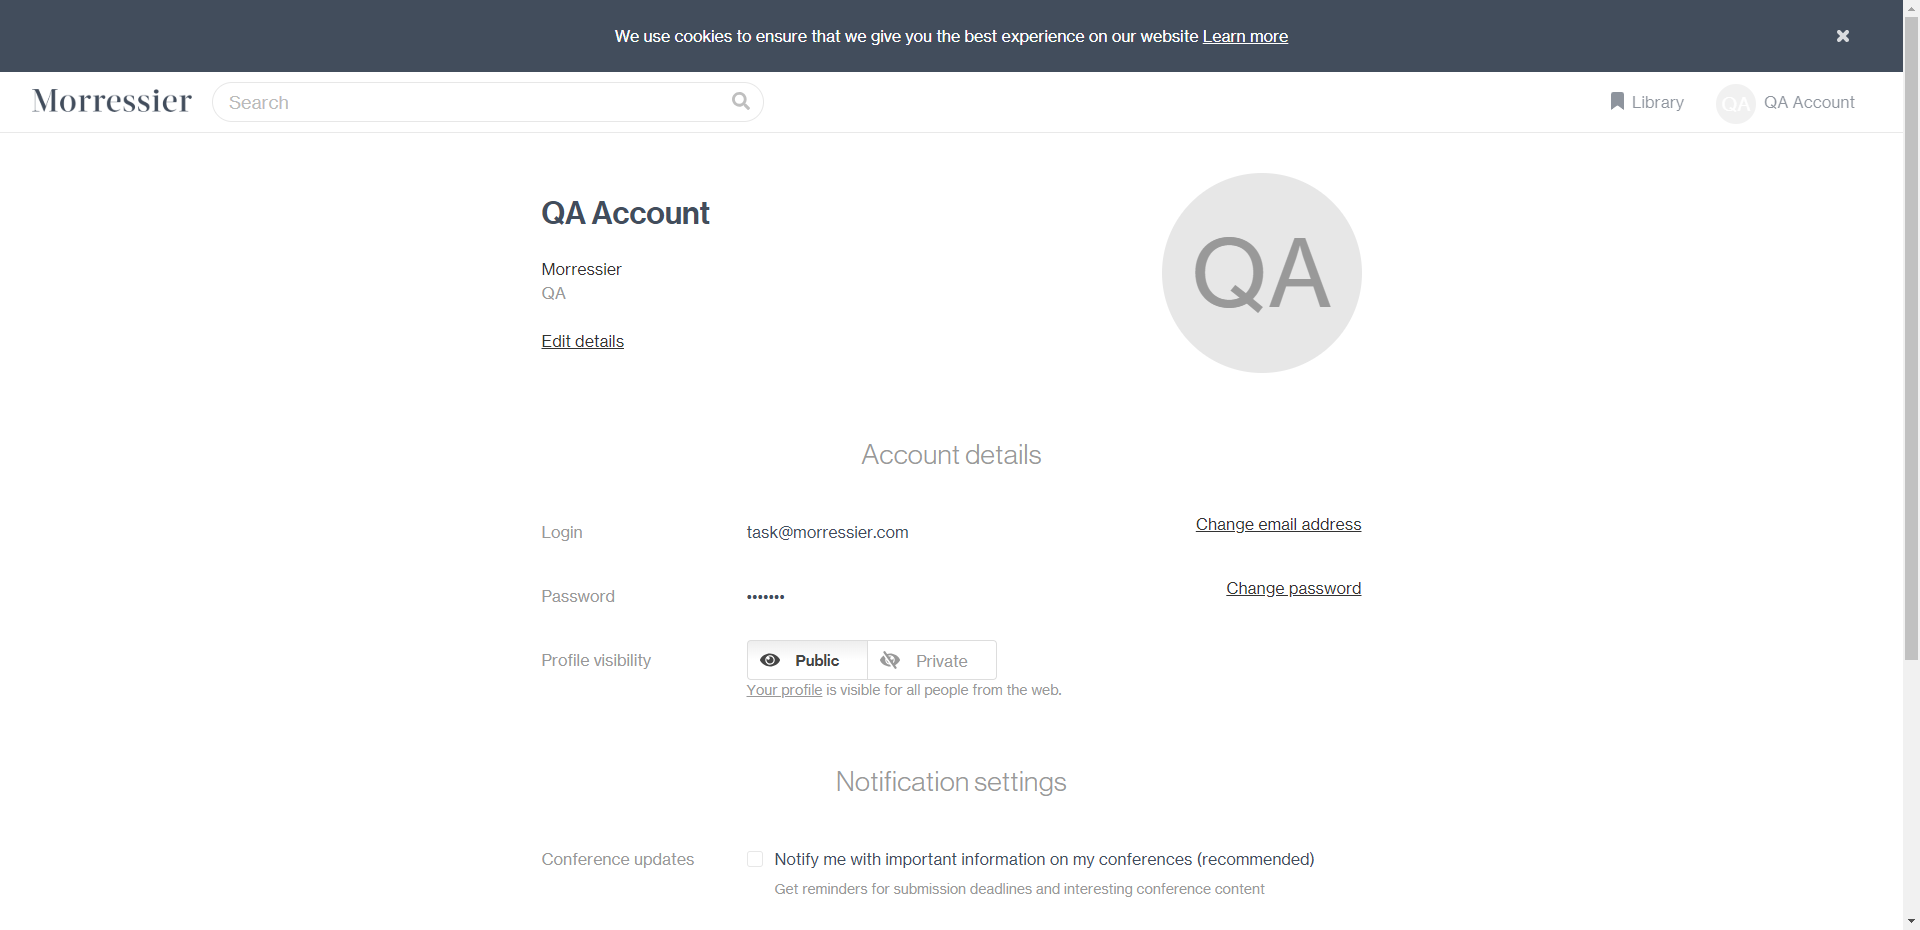 We use cookies to ensure that we give you the best experience on our website Learn more
Morressier
Search
Library
QA
QA Account
QA Account
Morressier
QA
Edit details
QA
Account details
Login
task@morressier.com
Change email address
Password
•••••••
Change password
Profile visibility
Public
Private
Your profile is visible for all people from the web.
Notification settings
Conference updates
Notify me with important information on my conferences (recommended)
Get reminders for submission deadlines and interesting conference content